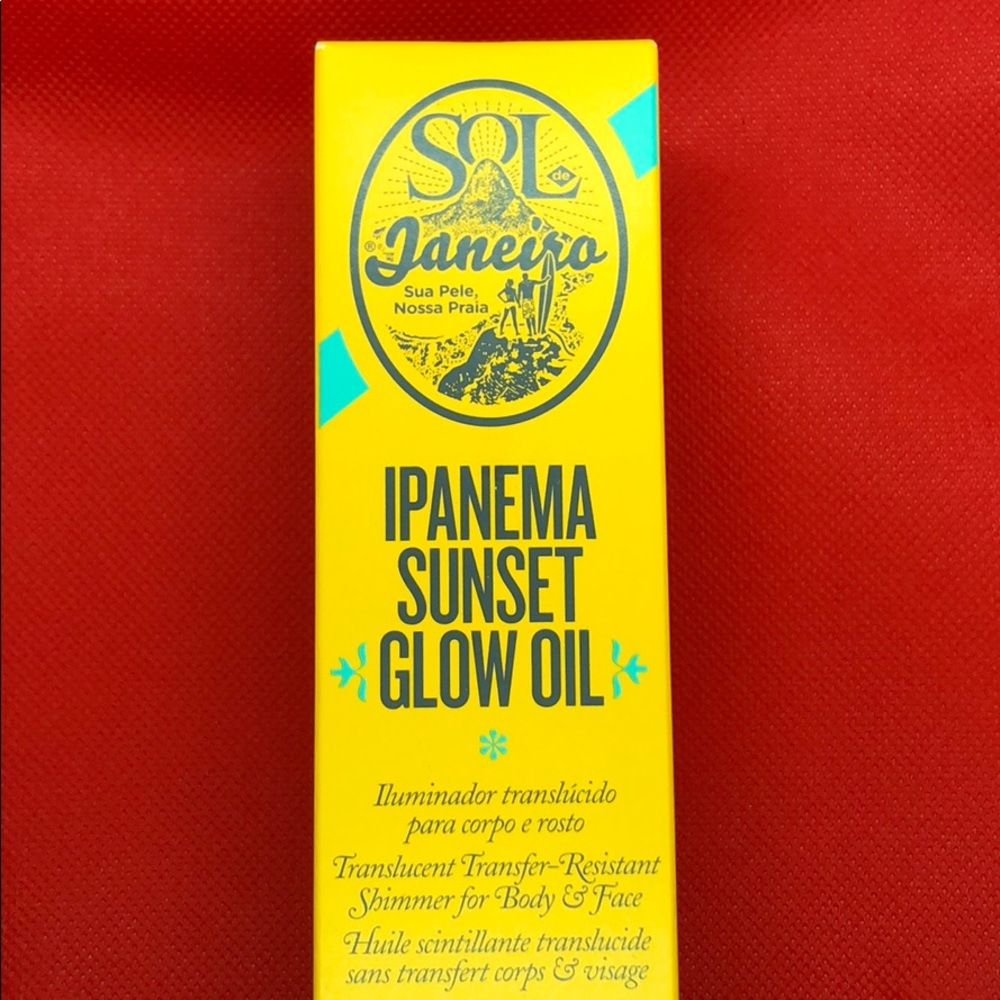 SOL de
® Janeiro
Sua Pele,
Nossa Praia
IPANEMA
SUNSET
GLOW OIL
Iluminador translúcido
para corpo e rosto
Translucent Transfer-Resistant
Shimmer for Body & Face
Huile scintillante translucide
sans transfert corps & visage